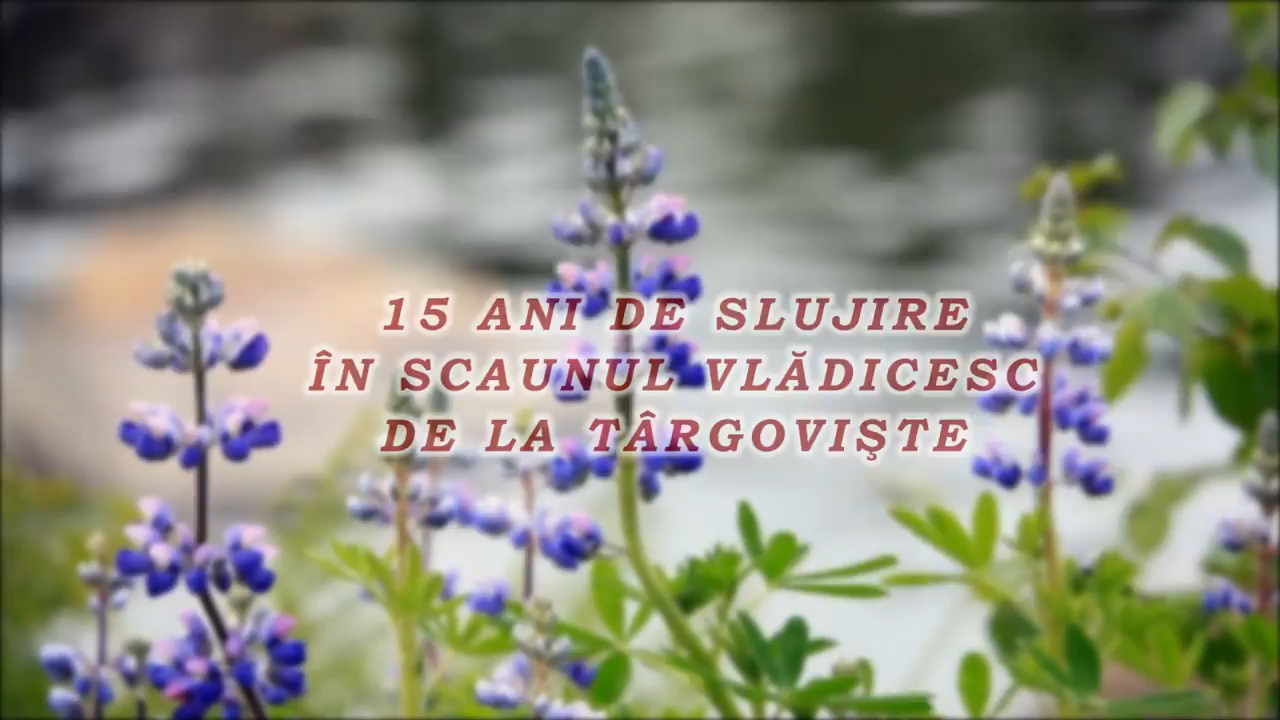 15 ANI DE SLUJIRE
ÎN SCAUNUL VLĂDICESC
DE LA TÂRGOVIŞTE